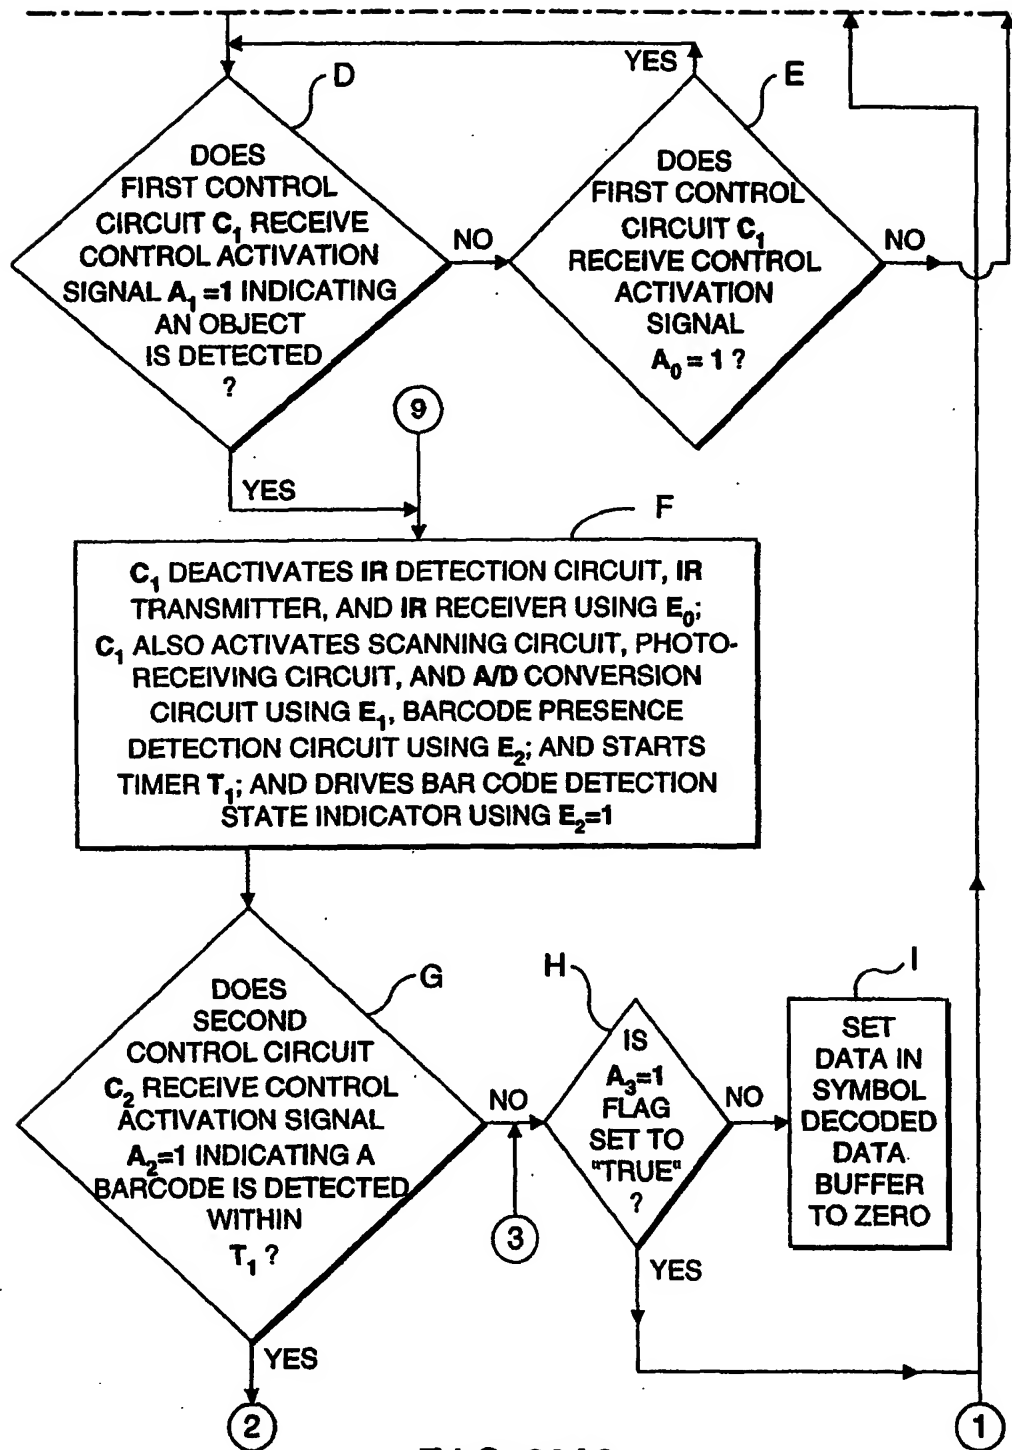 YES
D
E
DOES
FIRST CONTROL
CIRCUIT C₁ RECEIVE
CONTROL ACTIVATION
SIGNAL A₁ =1 INDICATING
AN OBJECT
IS DETECTED
?
NO
DOES
FIRST CONTROL
CIRCUIT C₁
RECEIVE CONTROL
ACTIVATION
SIGNAL
A₀ = 1 ?
NO
9
YES
F
C₁ DEACTIVATES IR DETECTION CIRCUIT, IR
TRANSMITTER, AND IR RECEIVER USING E₀;
C₁ ALSO ACTIVATES SCANNING CIRCUIT, PHOTO-
RECEIVING CIRCUIT, AND A/D CONVERSION
CIRCUIT USING E₁, BARCODE PRESENCE
DETECTION CIRCUIT USING E₂; AND STARTS
TIMER T₁; AND DRIVES BAR CODE DETECTION
STATE INDICATOR USING E₂=1
G
H
I
DOES
SECOND
CONTROL CIRCUIT
C₂ RECEIVE CONTROL
ACTIVATION SIGNAL
A₂=1 INDICATING A
BARCODE IS DETECTED
WITHIN
T₁ ?
NO
3
IS
A₃=1
FLAG
SET TO
"TRUE"
?
NO
SET
DATA IN
SYMBOL
DECODED
DATA
BUFFER
TO ZERO
YES
YES
2
1